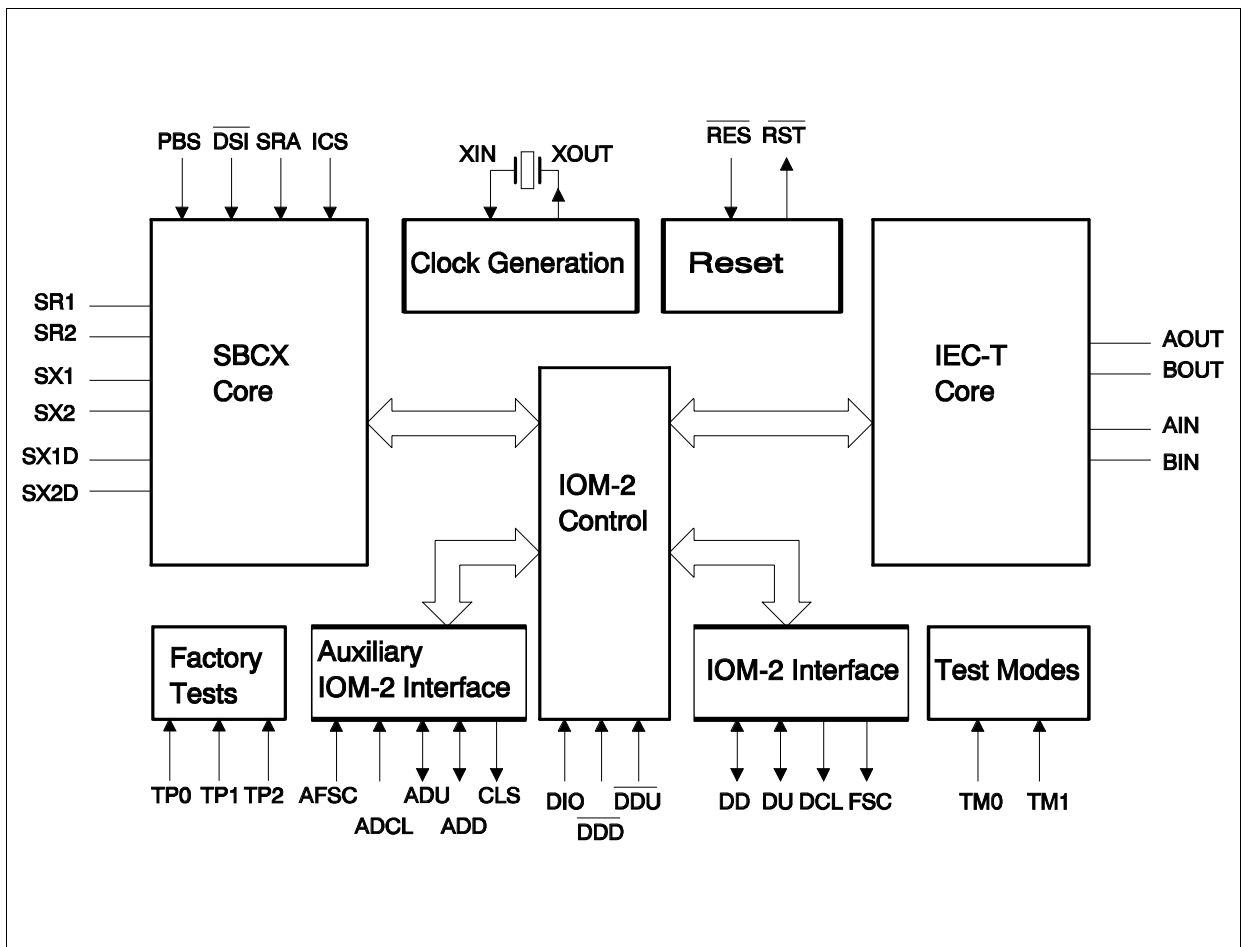 PBS DSI SRA ICS
XIN XOUT
RES RST
Clock Generation
Reset
SR1
SR2
SX1
SX2
SX1D
SX2D
SBCX
Core
IEC-T
Core
AOUT
BOUT
AIN
BIN
IOM-2
Control
Factory
Tests
Auxiliary
IOM-2 Interface
IOM-2 Interface
Test Modes
TP0 TP1 TP2
AFSC ADU CLS
ADCL ADD
DIO DDU
DDD
DD DU DCL FSC
TM0 TM1